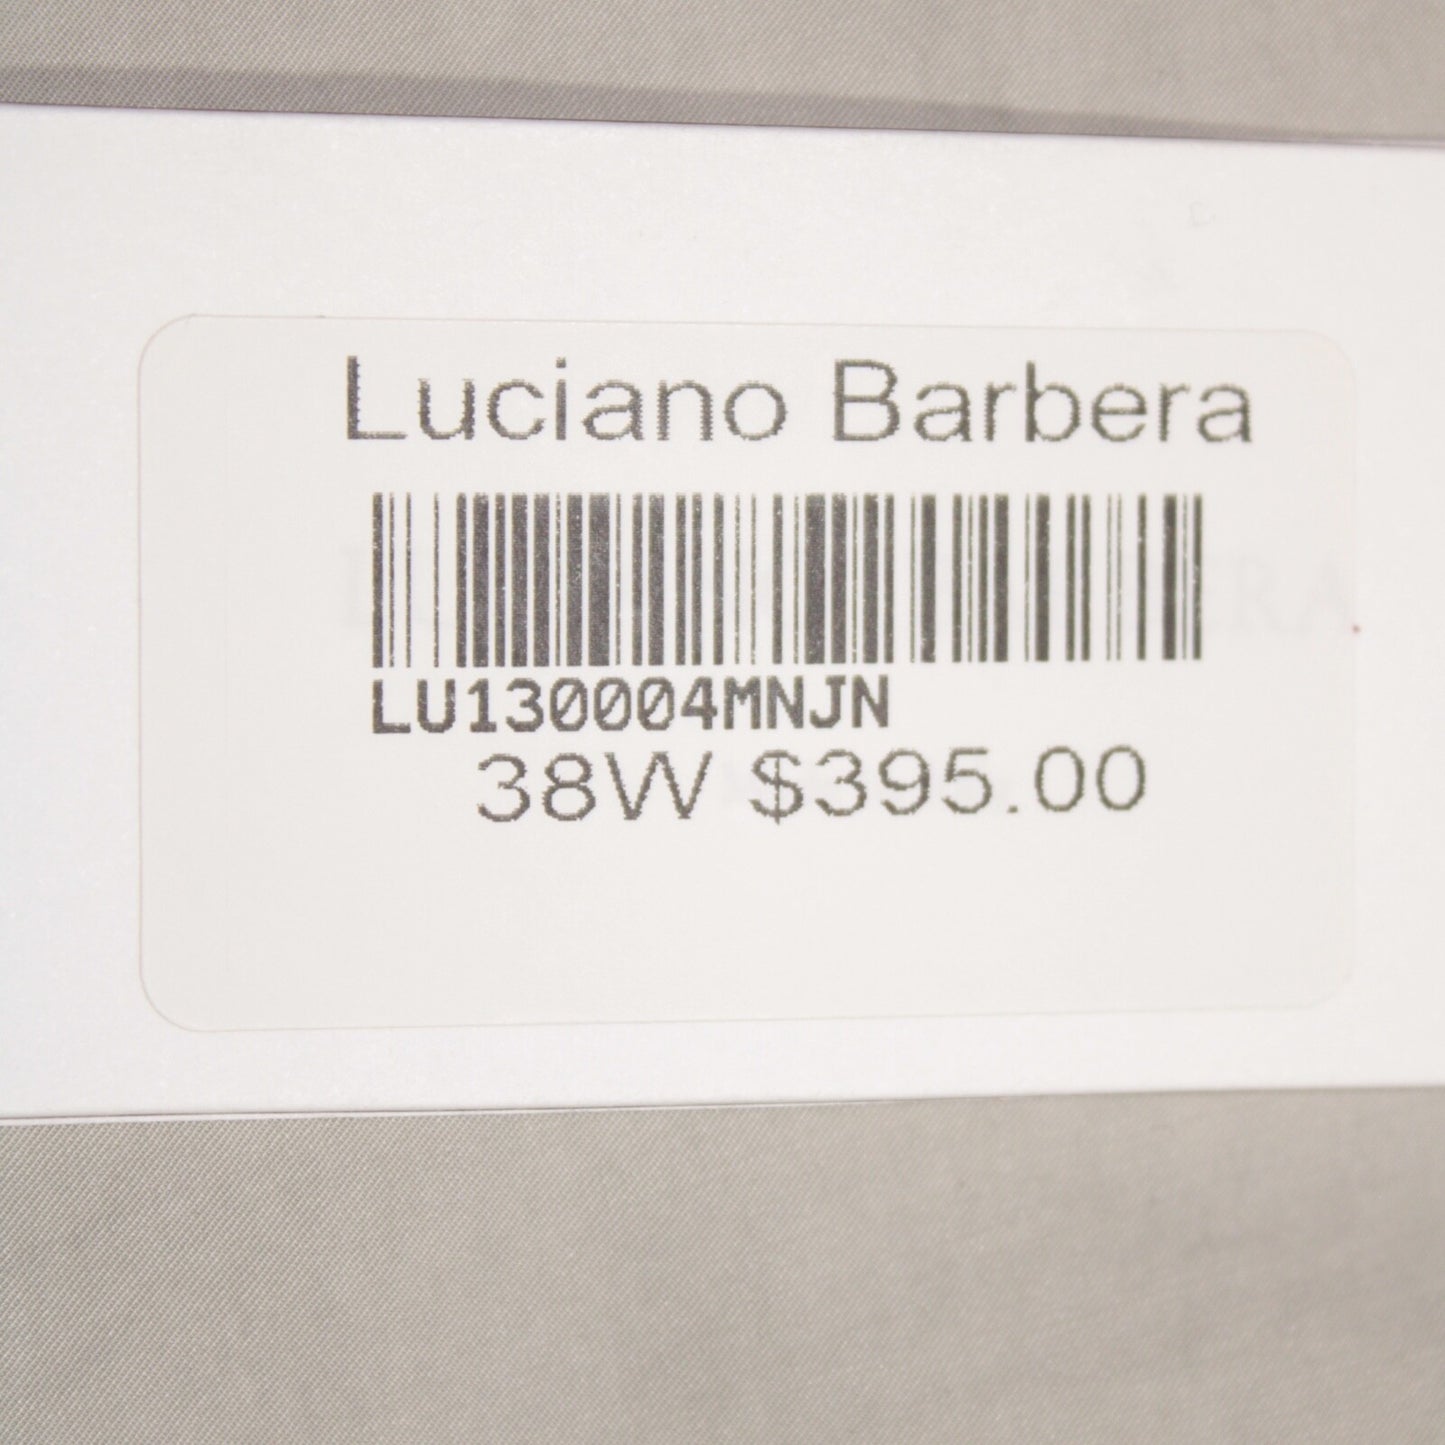 Luciano Barbera
LU130004MNJN
38W $395.00